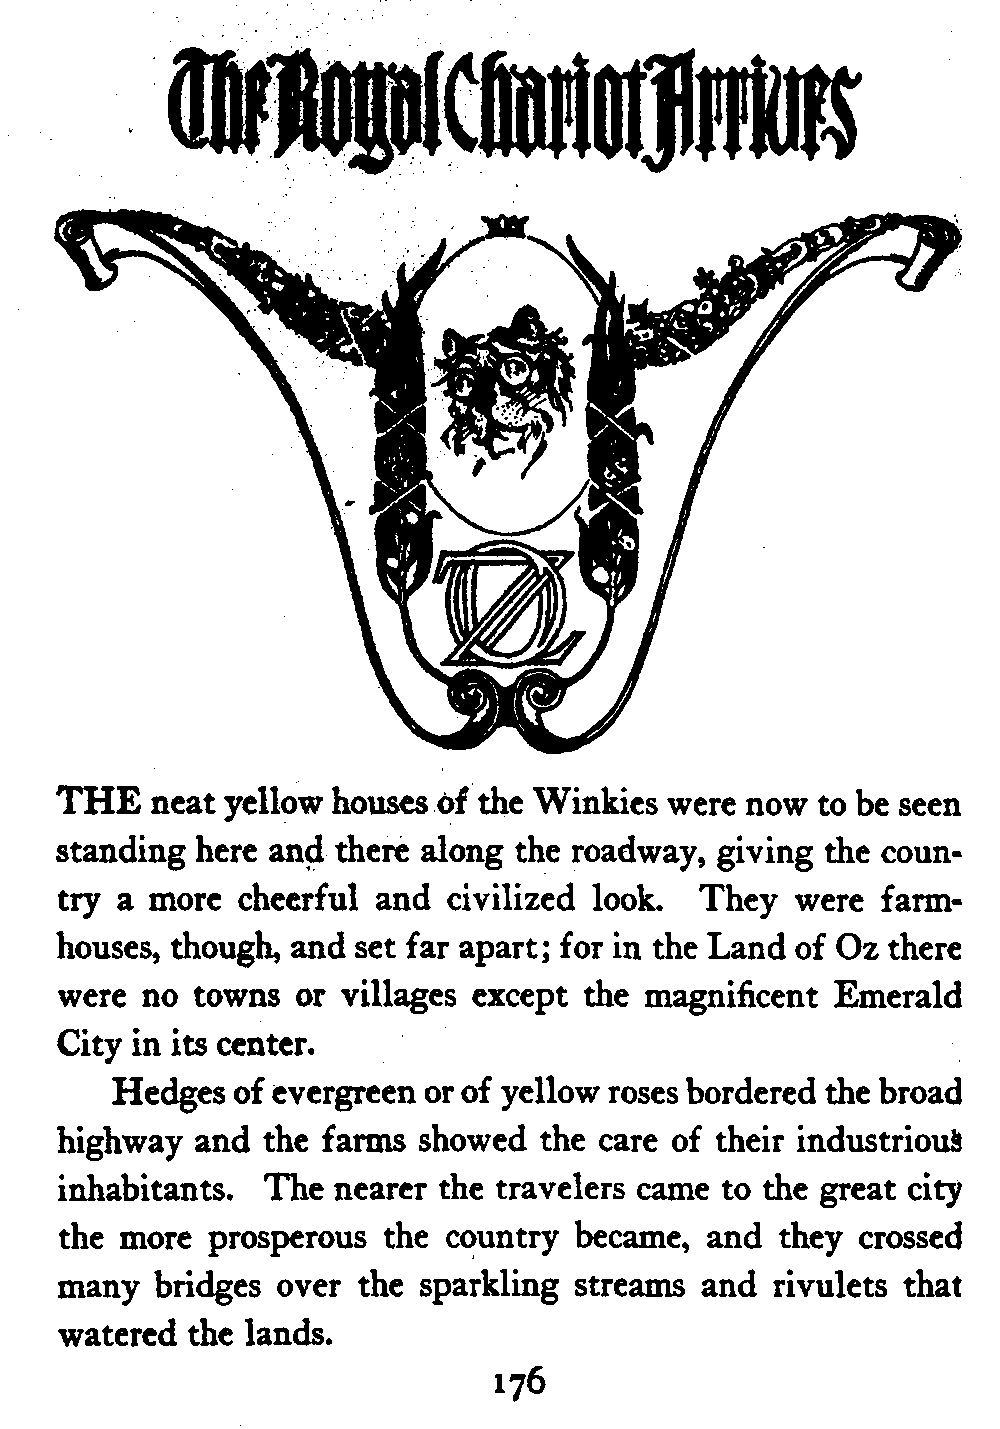 The Royal Chariot Arrives
OZ
THE neat yellow houses of the Winkies were now to be seen
standing here and there along the roadway, giving the coun-
try a more cheerful and civilized look. They were farm-
houses, though, and set far apart; for in the Land of Oz there
were no towns or villages except the magnificent Emerald
City in its center.
Hedges of evergreen or of yellow roses bordered the broad
highway and the farms showed the care of their industrious
inhabitants. The nearer the travelers came to the great city
the more prosperous the country became, and they crossed
many bridges over the sparkling streams and rivulets that
watered the lands.
176